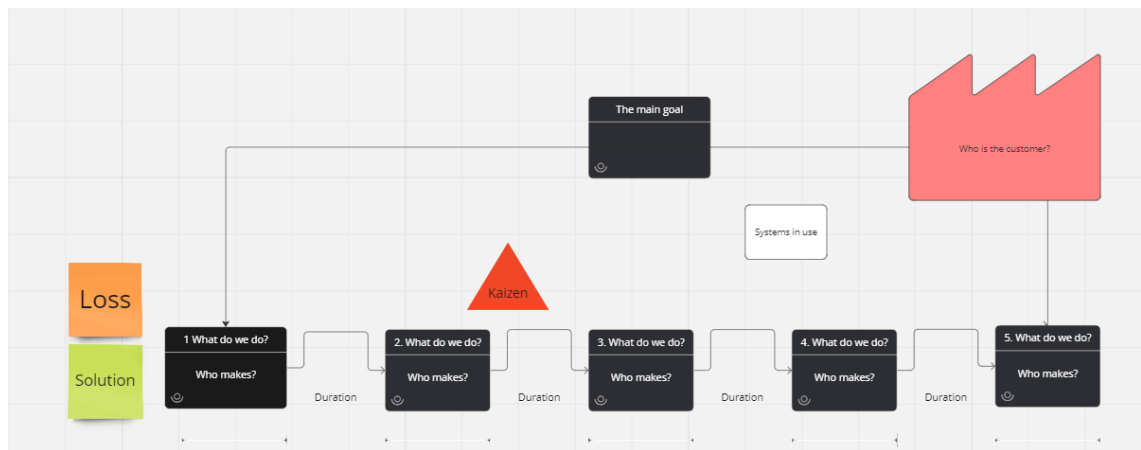 The main goal
Who is the customer?
Systems in use
Loss
Kaizen
Solution
1 What do we do?
Who makes?
Duration
2. What do we do?
Who makes?
Duration
3. What do we do?
Who makes?
Duration
4. What do we do?
Who makes?
Duration
5. What do we do?
Who makes?